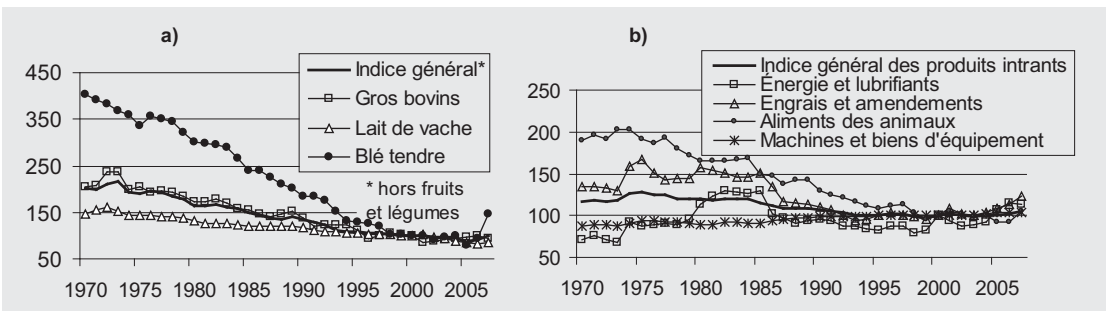 a)
450
350
250
150
50
1970 1975 1980 1985 1990 1995 2000 2005
Indice général*
Gros bovins
Lait de vache
Blé tendre
* hors fruits
et légumes
b)
250
200
150
100
50
1970 1975 1980 1985 1990 1995 2000 2005
Indice général des produits intrants
Énergie et lubrifiants
Engrais et amendements
Aliments des animaux
Machines et biens d'équipement